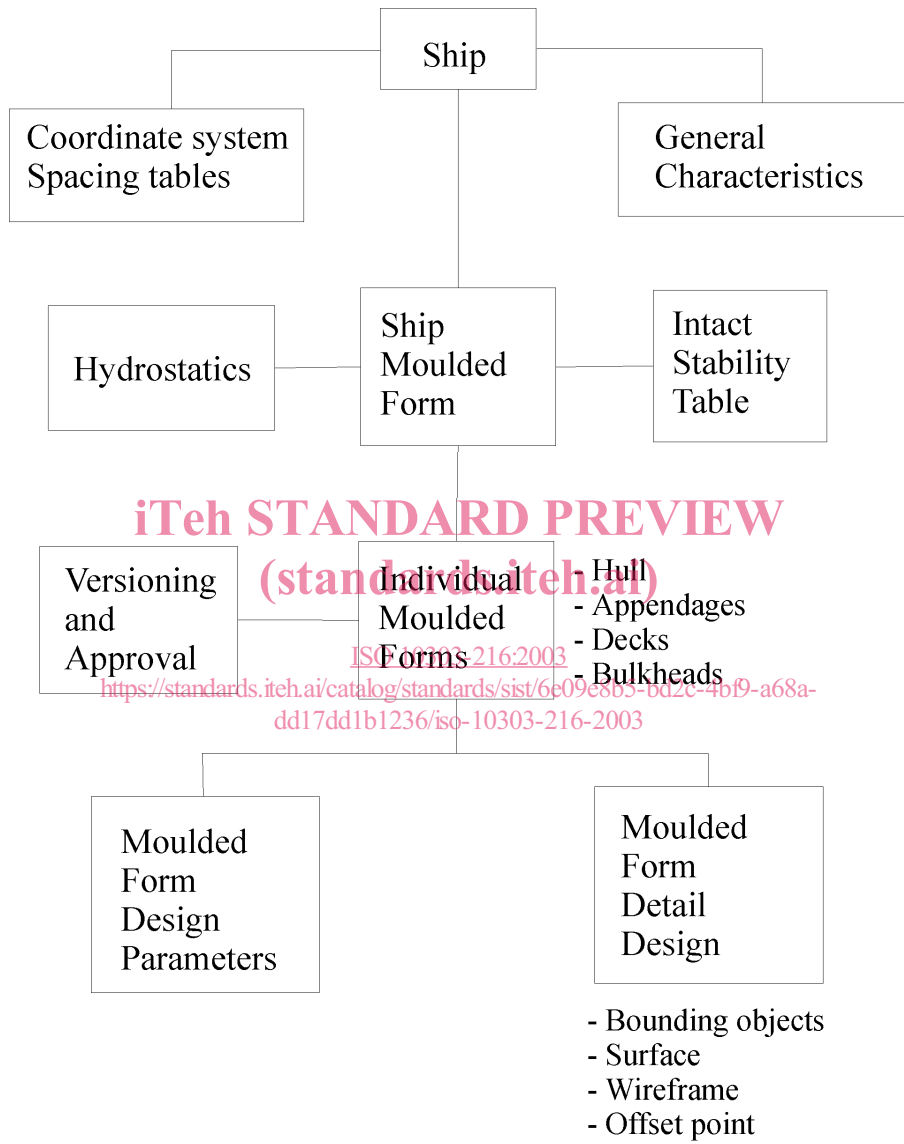 Ship
Coordinate system
Spacing tables
General
Characteristics
Hydrostatics
Ship
Moulded
Form
Intact
Stability
Table
iTeh STANDARD PREVIEW
(standards.iteh.ai)
Versioning
and
Approval
Individual
Moulded
Forms
- Hull
- Appendages
- Decks
- Bulkheads
ISO 10303-216:2003
https://standards.iteh.ai/catalog/standards/sist/6e09e8b5-bd2c-4bf9-a68a-
dd17dd1b1236/iso-10303-216-2003
Moulded
Form
Design
Parameters
Moulded
Form
Detail
Design
- Bounding objects
- Surface
- Wireframe
- Offset point